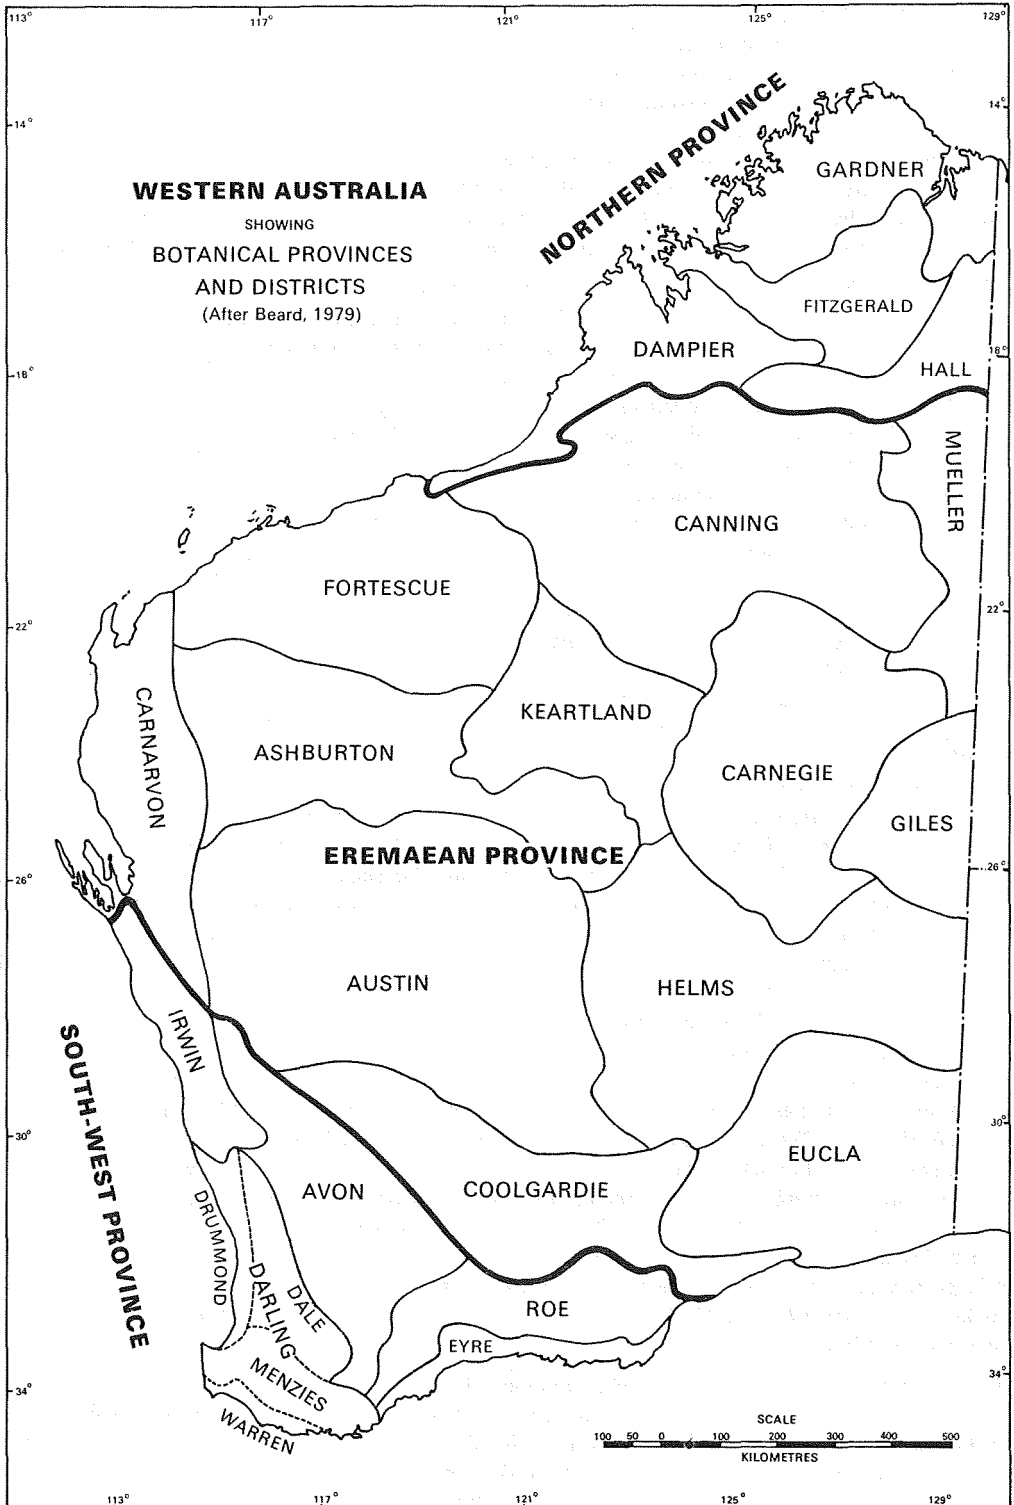 113°
117°
121°
125°
129°
14°
14°
NORTHERN PROVINCE
GARDNER
WESTERN AUSTRALIA
SHOWING
BOTANICAL PROVINCES
AND DISTRICTS
(After Beard, 1979)
FITZGERALD
DAMPIER
18°
HALL
18°
MUELLER
CANNING
FORTESCUE
22°
22°
CARNARVON
KEARTLAND
ASHBURTON
CARNEGIE
GILES
EREMAEAN PROVINCE
26°
26°
AUSTIN
HELMS
IRWIN
SOUTH-WEST PROVINCE
30°
30°
EUCLA
DRUMMOND
AVON
COOLGARDIE
DARLING
DALE
ROE
EYRE
MENZIES
34°
34°
WARREN
SCALE
100 50 0 100 200 300 400 500
KILOMETRES
113°
117°
121°
125°
129°